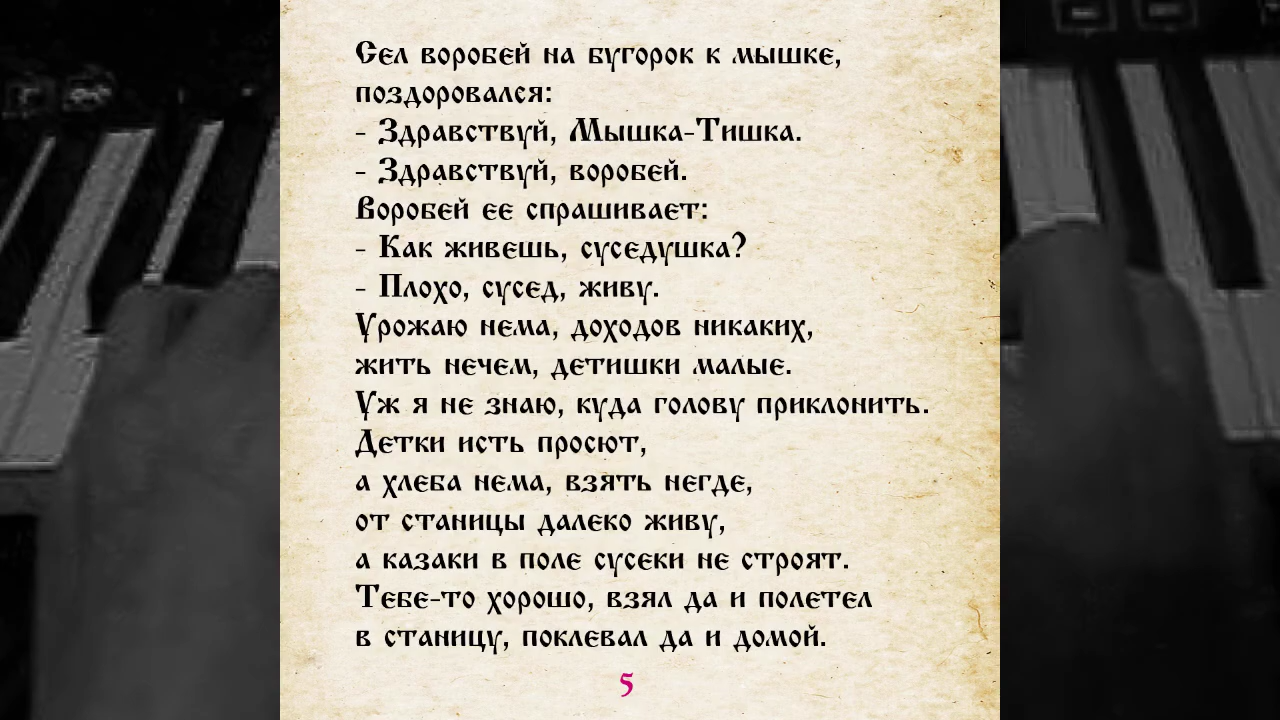 Сел воробей на бугорок к мышке,
поздоровался:
- Здравствуй, Мышка-Тишка.
- Здравствуй, воробей.
Воробей ее спрашивает:
- Как живешь, суседушка?
- Плохо, сусед, живу.
Урожаю нема, доходов никаких,
жить нечем, детишки малые.
Уж я не знаю, куда голову приклонить.
Детки исть просют,
а хлеба нема, взять негде,
от станицы далеко живу,
а казаки в поле сусеки не строят.
Тебе-то хорошо, взял да и полетел
в станицу, поклевал да и домой.
5